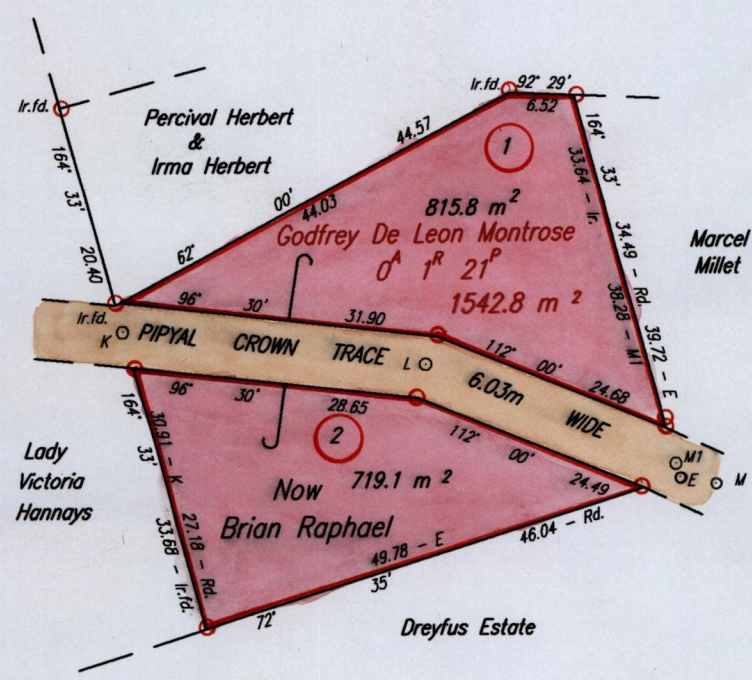 Ir.fd.
92° 29'
6.52
Ir.fd.
Percival Herbert
&
Irma Herbert
44.57
1
164° 33'
33.64 - Ir.
164° 33'
00'
44.03
62°
815.8 m²
Godfrey De Leon Montrose
0ᴬ 1ᴿ 21ᴾ
1542.8 m²
34.49 - Rd.
38.28 - M1
39.72 - E
Marcel
Millet
20.40
Ir.fd.
K
96° 30' 31.90
PIPYAL CROWN TRACE
L
112° 00' 24.68
6.03m WIDE
96° 30' 28.65
2
112° 00' 24.49
M1
E
M
164° 33'
30.91 - K
27.18 - Rd.
33.68 - Ir.fd.
Lady
Victoria
Hannays
Now 719.1 m²
Brian Raphael
49.78 - E
46.04 - Rd.
72° 35'
Dreyfus Estate